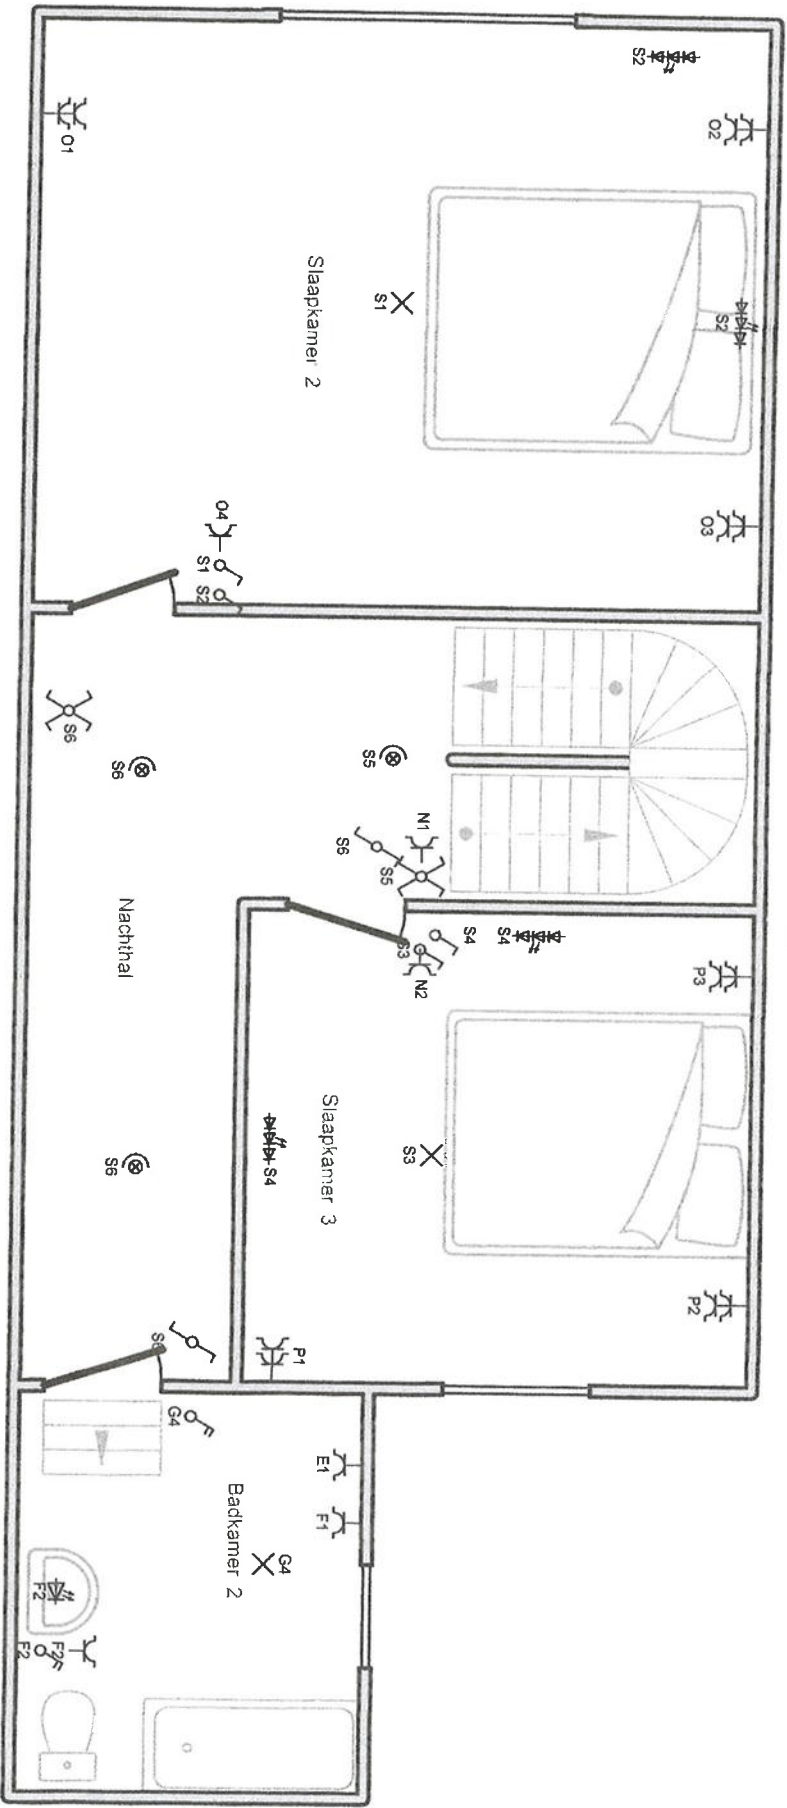 S2
O2
O1
Slaapkamer 2
S1
S2
O3
O4
S1
S2
S6
S6
S5
N1
S6
S5
Nachthal
S3
S4
S4
N2
P3
Slaapkamer 3
S3
S4
S6
P2
P1
S6
G4
E1
F1
Badkamer 2
G4
F2
F2
F2